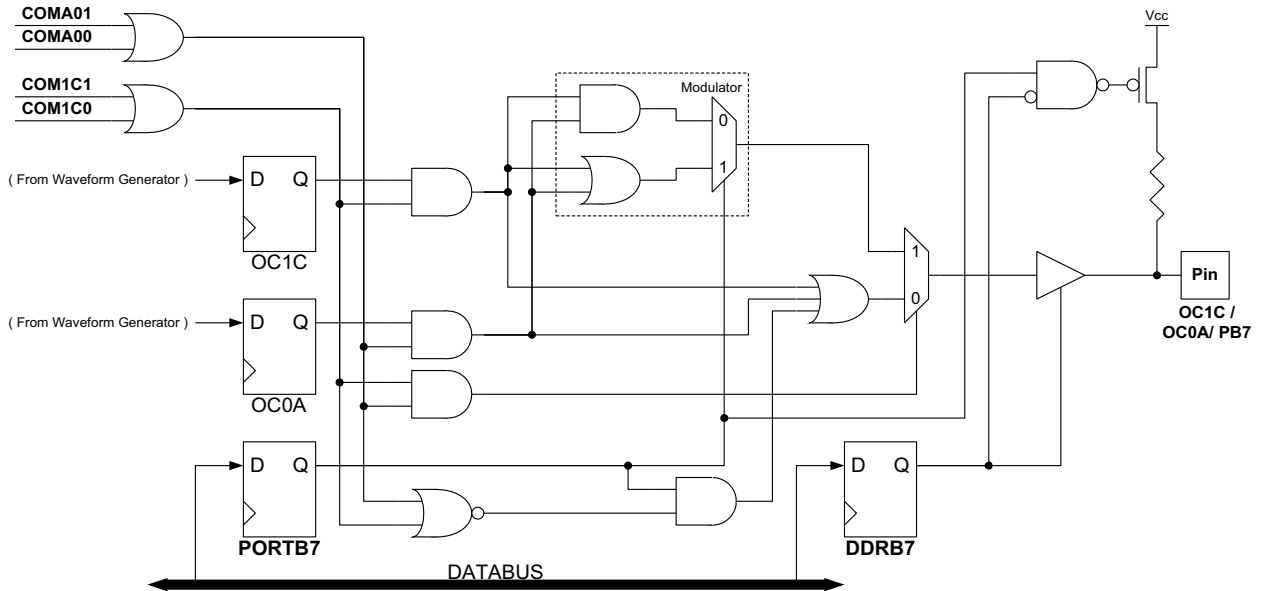 COMA01
COMA00
Vcc
COM1C1
COM1C0
Modulator
0
1
( From Waveform Generator )
D Q
OC1C
1
0
Pin
OC1C /
OC0A/ PB7
( From Waveform Generator )
D Q
OC0A
D Q
PORTB7
D Q
DDRB7
DATABUS